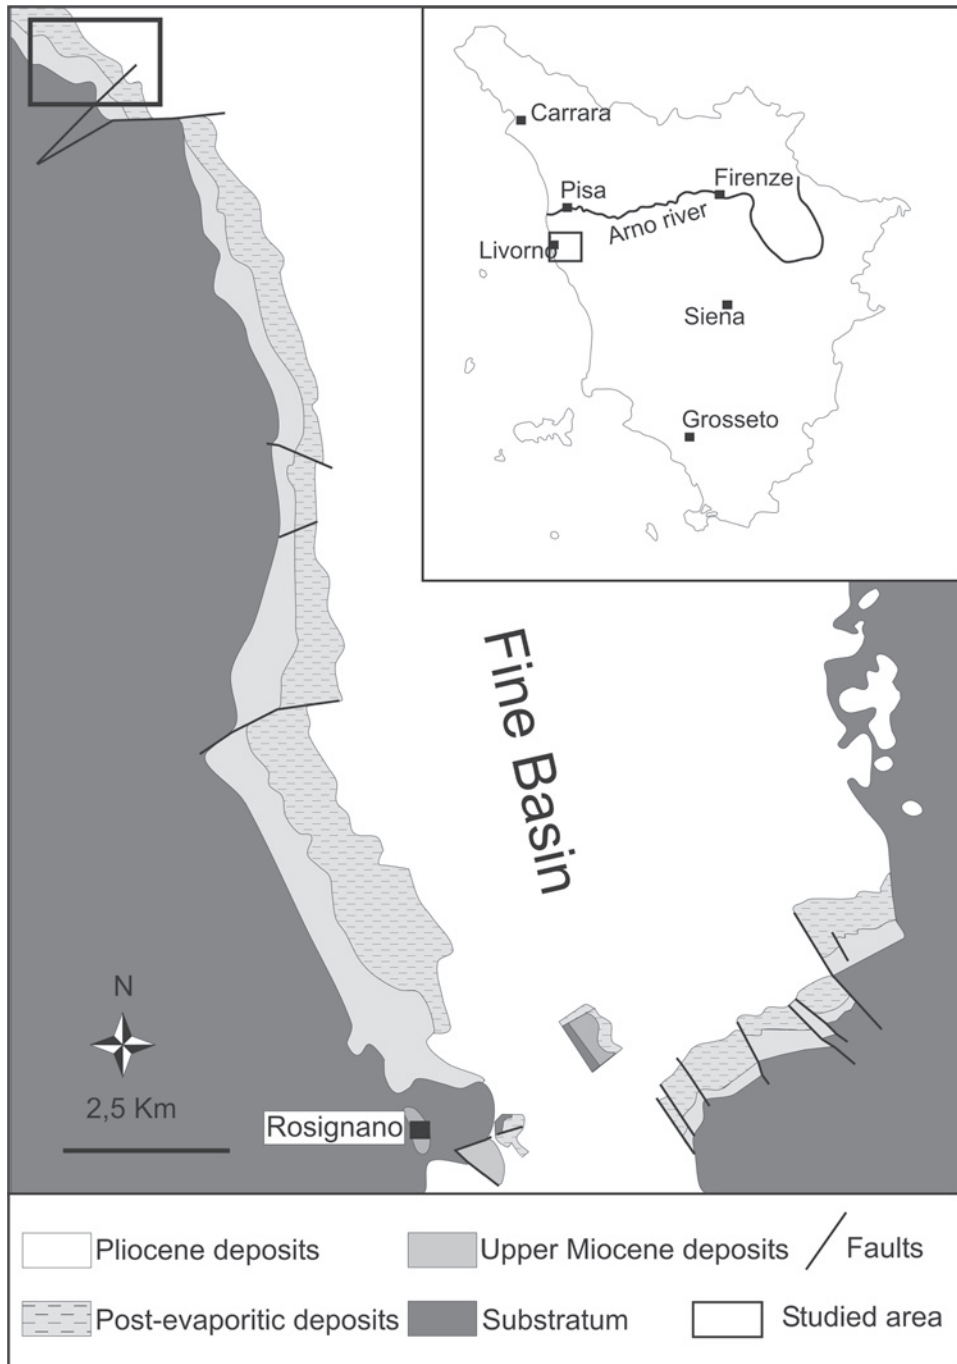 Carrara
Pisa
Firenze
Arno river
Livorno
Siena
Grosseto
Fine Basin
N
2,5 Km
Rosignano
Pliocene deposits
Upper Miocene deposits
Faults
Post-evaporitic deposits
Substratum
Studied area